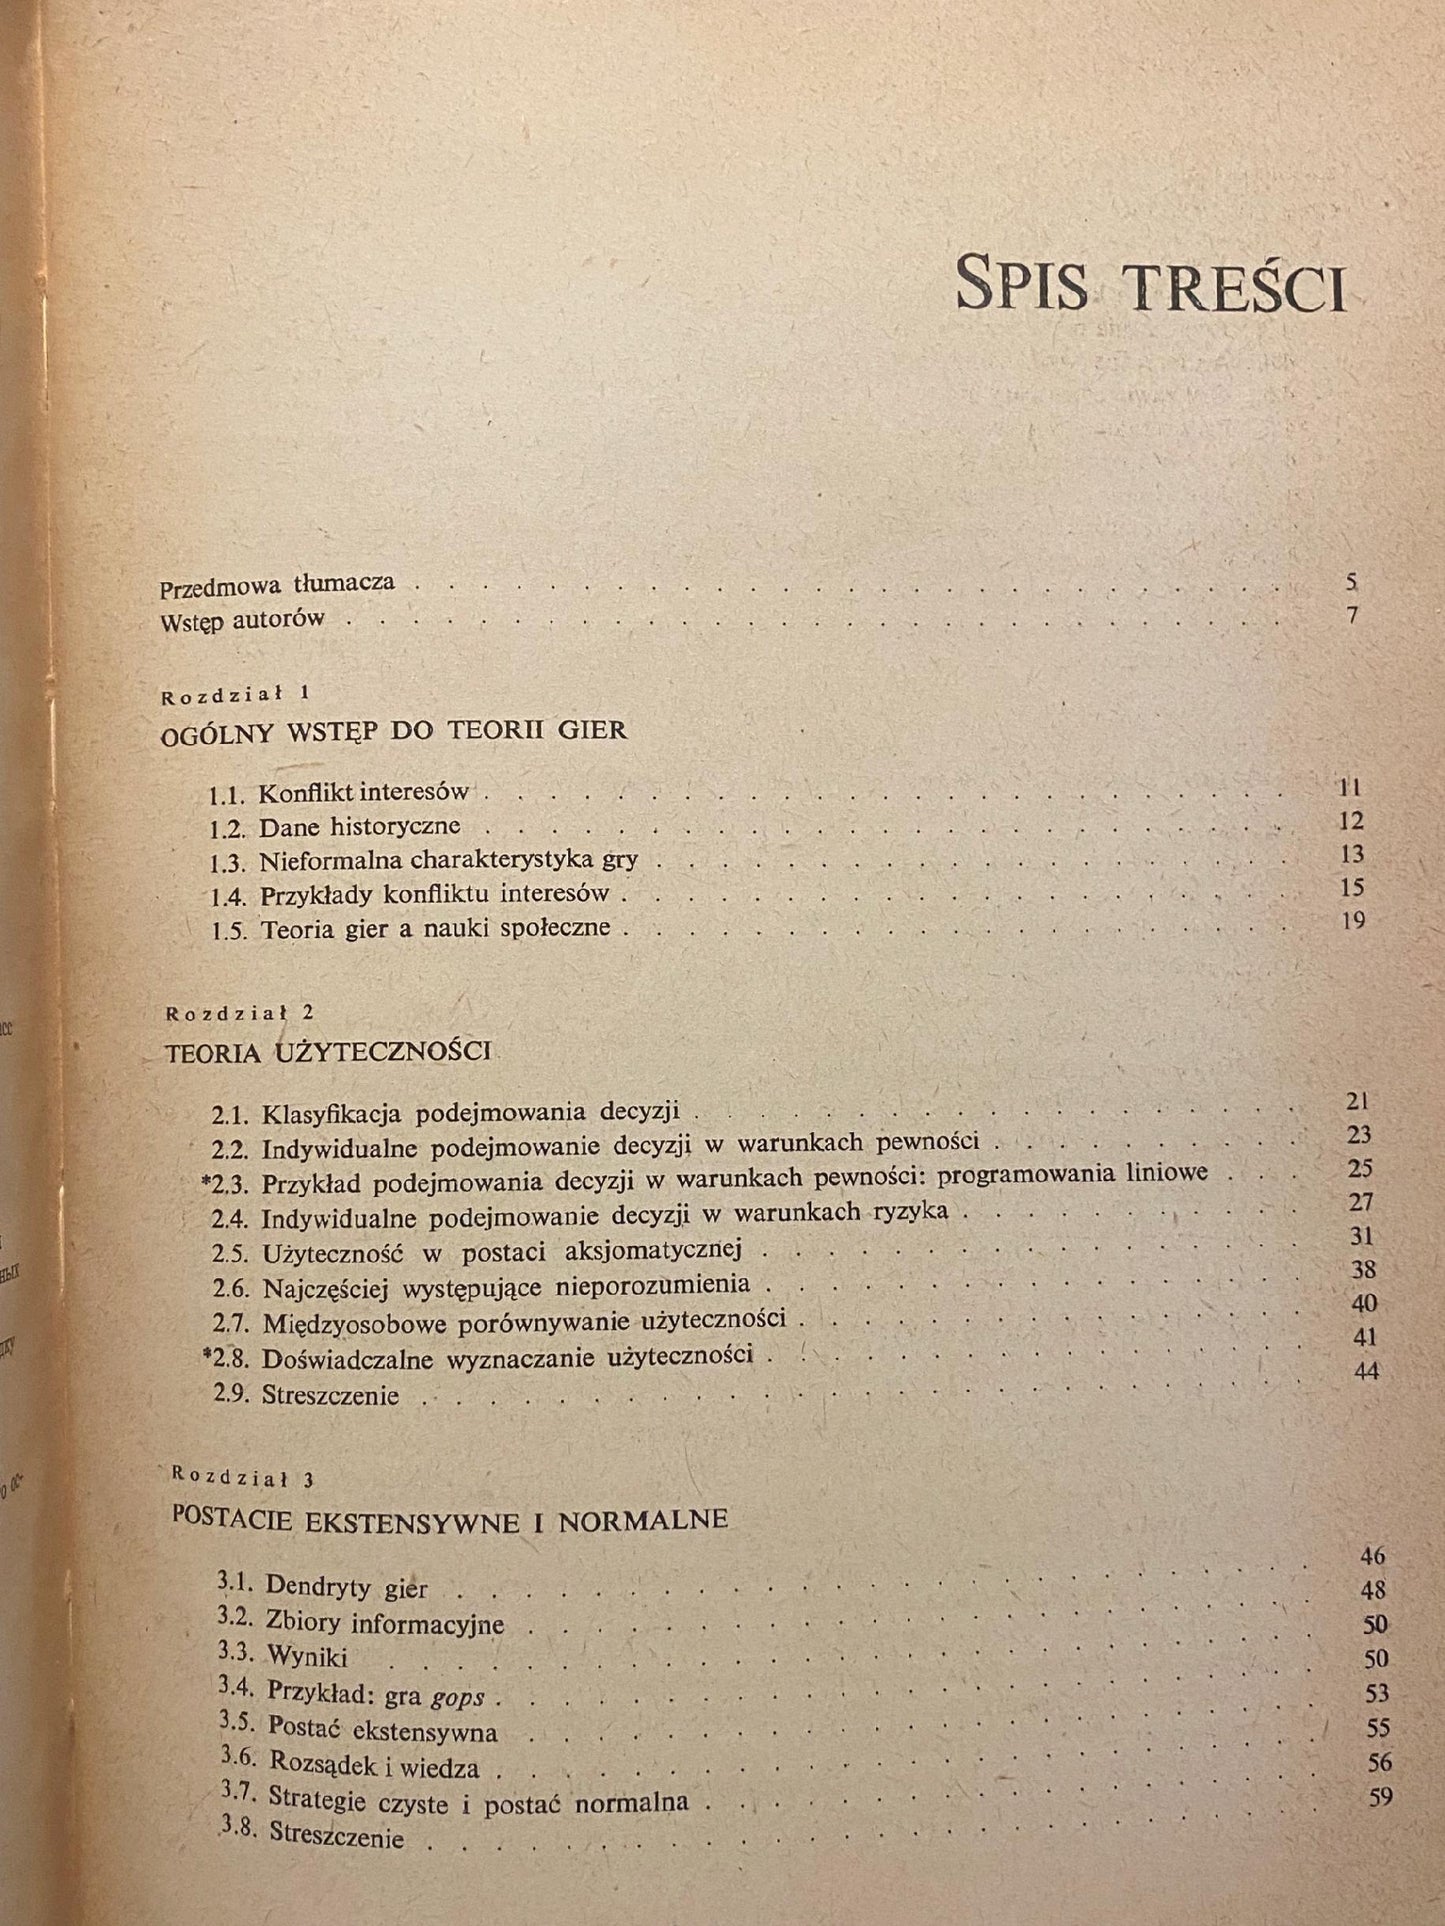 SPIS TREŚCI
Przedmowa tłumacza . . . . . . . . . . . . . . . . . . . . . . . . . . 5
Wstęp autorów . . . . . . . . . . . . . . . . . . . . . . . . . . . . 7
Rozdział 1
OGÓLNY WSTĘP DO TEORII GIER
1.1. Konflikt interesów . . . . . . . . . . . . . . . . . . . . . . . . 11
1.2. Dane historyczne . . . . . . . . . . . . . . . . . . . . . . . . 12
1.3. Nieformalna charakterystyka gry . . . . . . . . . . . . . . . . . . . 13
1.4. Przykłady konfliktu interesów . . . . . . . . . . . . . . . . . . . . 15
1.5. Teoria gier a nauki społeczne . . . . . . . . . . . . . . . . . . . . 19
Rozdział 2
TEORIA UŻYTECZNOŚCI
2.1. Klasyfikacja podejmowania decyzji . . . . . . . . . . . . . . . . . . 21
2.2. Indywidualne podejmowanie decyzji w warunkach pewności . . . . . . . . . 23
*2.3. Przykład podejmowania decyzji w warunkach pewności: programowania liniowe . . . 25
2.4. Indywidualne podejmowanie decyzji w warunkach ryzyka . . . . . . . . . . 27
2.5. Użyteczność w postaci aksjomatycznej . . . . . . . . . . . . . . . . 31
2.6. Najczęściej występujące nieporozumienia . . . . . . . . . . . . . . . . 38
2.7. Międzyosobowe porównywanie użyteczności . . . . . . . . . . . . . . . 40
*2.8. Doświadczalne wyznaczanie użyteczności . . . . . . . . . . . . . . . . 41
2.9. Streszczenie . . . . . . . . . . . . . . . . . . . . . . . . . . 44
Rozdział 3
POSTACIE EKSTENSYWNE I NORMALNE
3.1. Dendryty gier . . . . . . . . . . . . . . . . . . . . . . . . . 46
3.2. Zbiory informacyjne . . . . . . . . . . . . . . . . . . . . . . . 48
3.3. Wyniki . . . . . . . . . . . . . . . . . . . . . . . . . . . 50
3.4. Przykład: gra gops . . . . . . . . . . . . . . . . . . . . . . . . 50
3.5. Postać ekstensywna . . . . . . . . . . . . . . . . . . . . . . . 53
3.6. Rozsądek i wiedza . . . . . . . . . . . . . . . . . . . . . . . . 55
3.7. Strategie czyste i postać normalna . . . . . . . . . . . . . . . . . . 56
3.8. Streszczenie . . . . . . . . . . . . . . . . . . . . . . . . . . 59